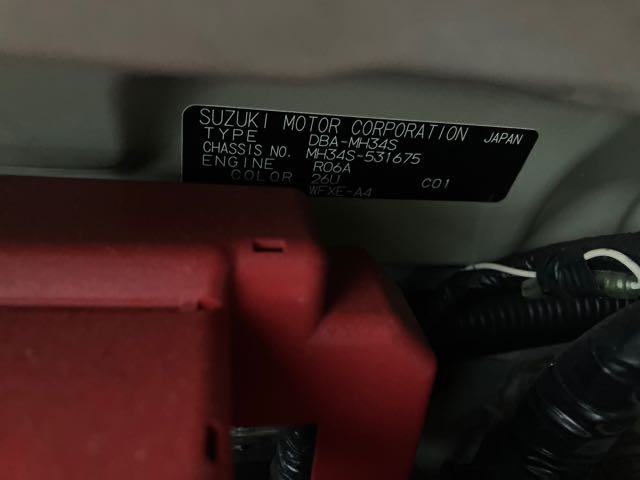 SUZUKI MOTOR CORPORATION JAPAN
TYPE DBA-MH34S
CHASSIS NO. MH34S-531675
ENGINE R06A
COLOR 26U C01
WFXE-A4